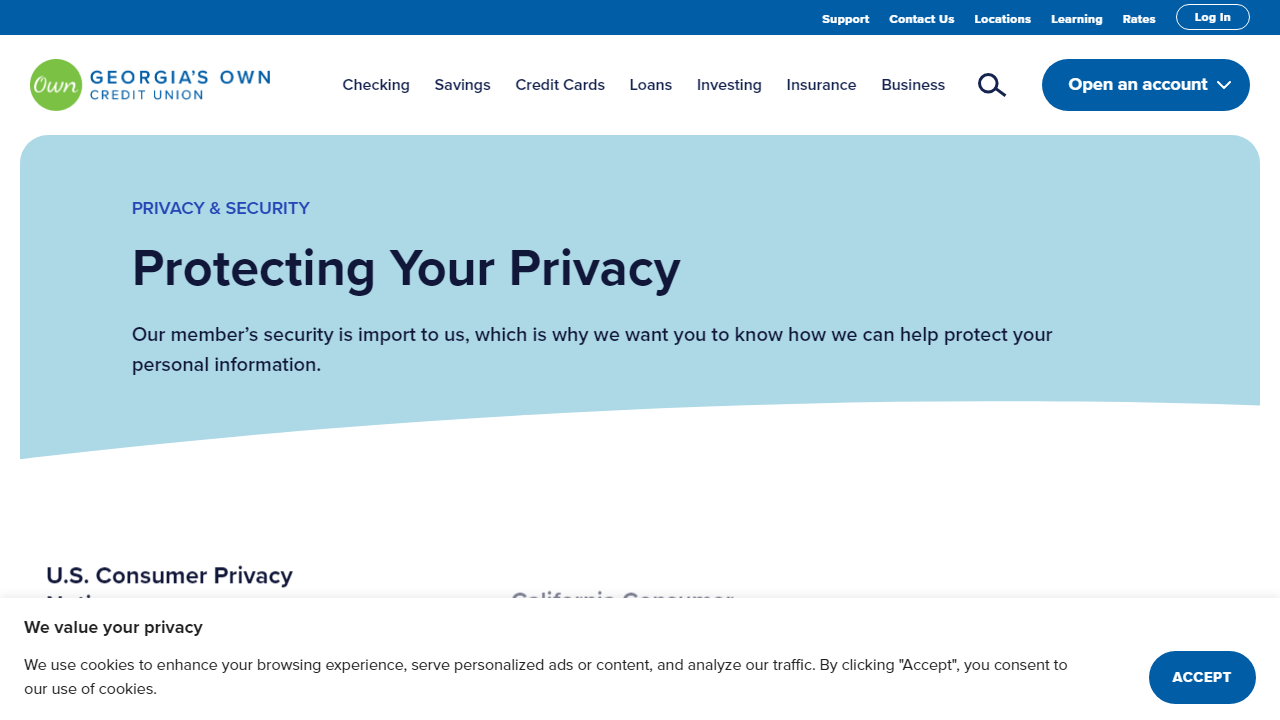 Support Contact Us Locations Learning Rates Log In
Own GEORGIA'S OWN
CREDIT UNION
Checking Savings Credit Cards Loans Investing Insurance Business Open an account
PRIVACY & SECURITY
Protecting Your Privacy
Our member’s security is import to us, which is why we want you to know how we can help protect your
personal information.
U.S. Consumer Privacy
California Consumer
We value your privacy
We use cookies to enhance your browsing experience, serve personalized ads or content, and analyze our traffic. By clicking "Accept", you consent to
our use of cookies.
ACCEPT